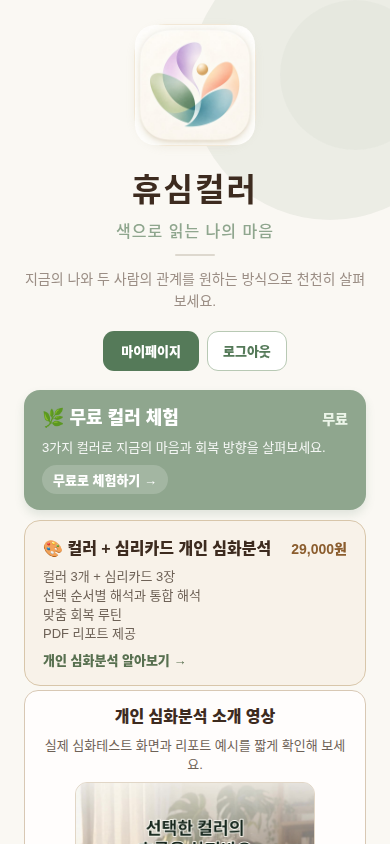 휴심컬러
색으로 읽는 나의 마음
지금의 나와 두 사람의 관계를 원하는 방식으로 천천히 살펴
보세요.
마이페이지
로그아웃
🌿 무료 컬러 체험
무료
3가지 컬러로 지금의 마음과 회복 방향을 살펴보세요.
무료로 체험하기 →
🎨 컬러 + 심리카드 개인 심화분석
29,000원
컬러 3개 + 심리카드 3장
선택 순서별 해석과 통합 해석
맞춤 회복 루틴
PDF 리포트 제공
개인 심화분석 알아보기 →
개인 심화분석 소개 영상
실제 심화테스트 화면과 리포트 예시를 짧게 확인해 보세
요.
선택한 컬러의